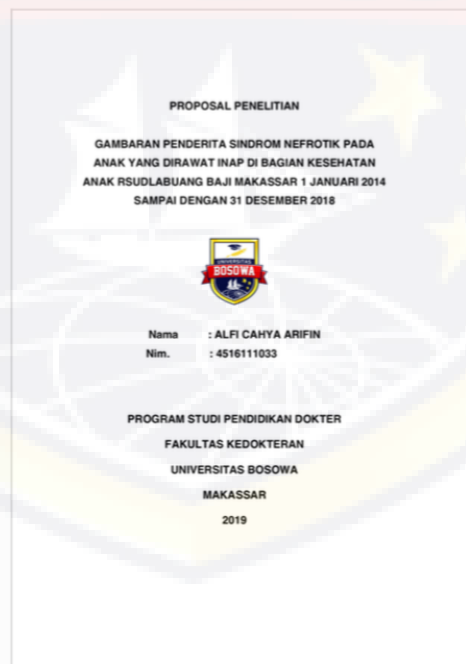 PROPOSAL PENELITIAN
GAMBARAN PENDERITA SINDROM NEFROTIK PADA
ANAK YANG DIRAWAT INAP DI BAGIAN KESEHATAN
ANAK RSUDLABUANG BAJI MAKASSAR 1 JANUARI 2014
SAMPAI DENGAN 31 DESEMBER 2018
UNIVERSITAS
BOSOWA
Nama : ALFI CAHYA ARIFIN
Nim. : 4516111033
PROGRAM STUDI PENDIDIKAN DOKTER
FAKULTAS KEDOKTERAN
UNIVERSITAS BOSOWA
MAKASSAR
2019